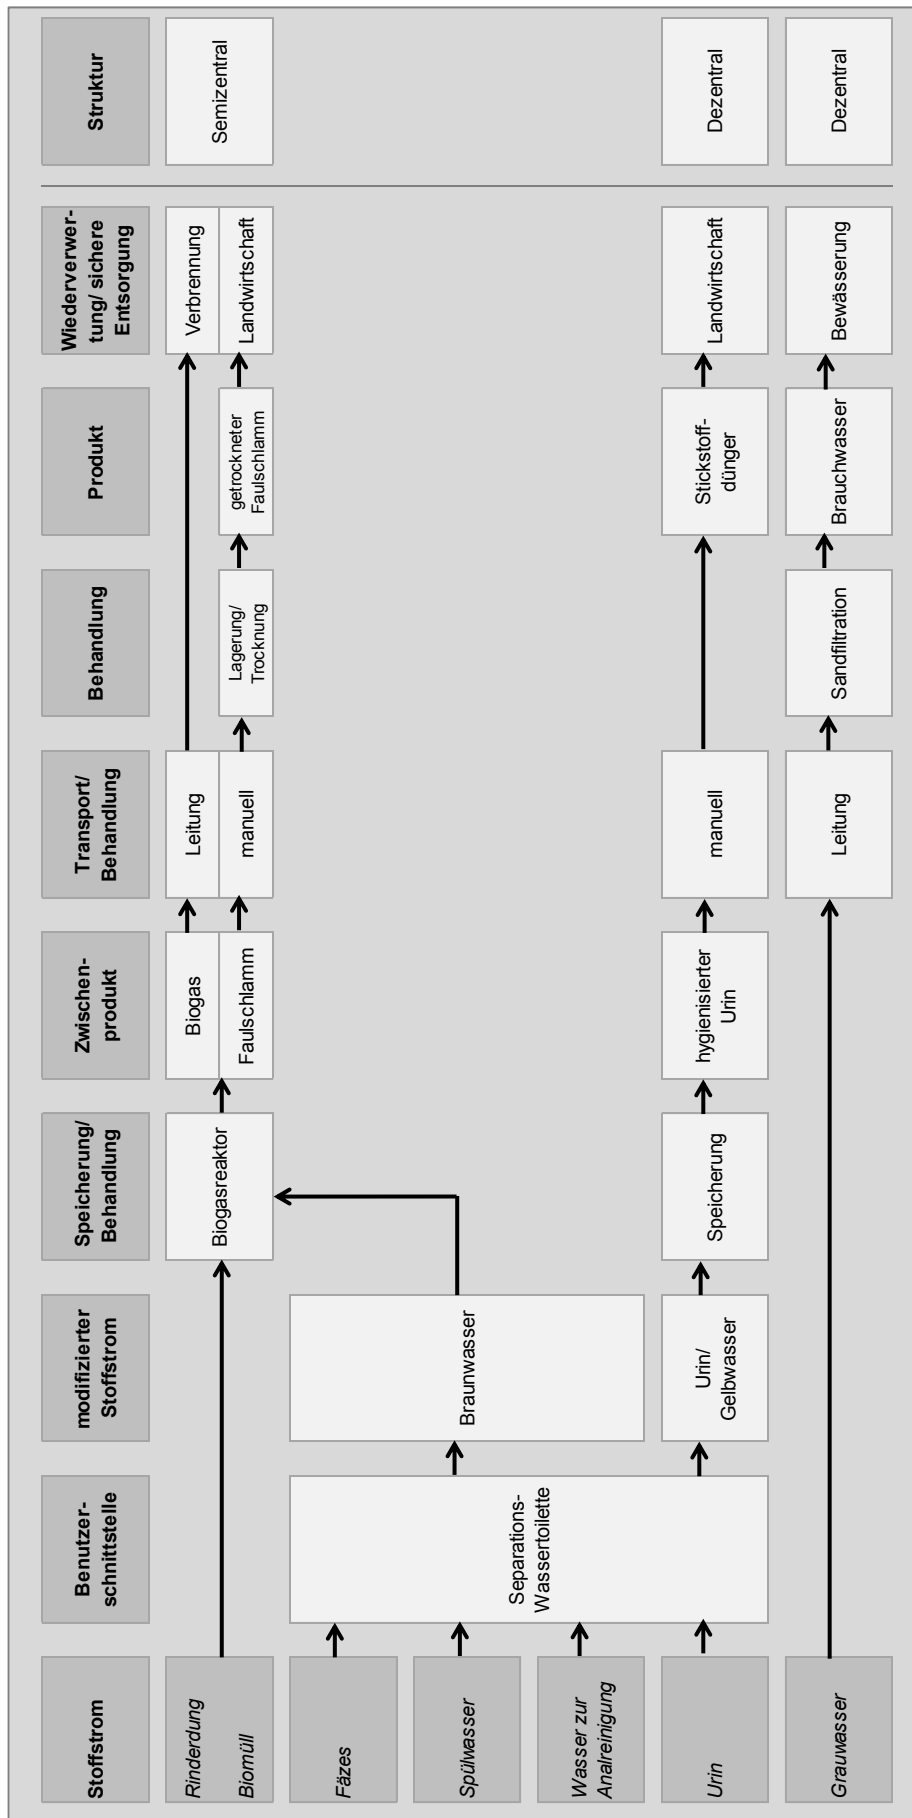 Stoffstrom
Benutzer-
schnittstelle
modifizierter
Stoffstrom
Speicherung/
Behandlung
Zwischen-
produkt
Transport/
Behandlung
Behandlung
Produkt
Wiederverwer-
tung/ sichere
Entsorgung
Struktur
Rinderdung
Biomüll
Biogasreaktor
Biogas
Faulschlamm
Leitung
manuell
Lagerung/
Trocknung
getrockneter
Faulschlamm
Verbrennung
Landwirtschaft
Semizentral
Fäzes
Spülwasser
Wasser zur
Analreinigung
Urin
Separations-
Wassertoilette
Braunwasser
Urin/
Gelbwasser
Speicherung
hygienisierter
Urin
manuell
Stickstoff-
dünger
Landwirtschaft
Dezentral
Grauwasser
Leitung
Sandfiltration
Brauchwasser
Bewässerung
Dezentral